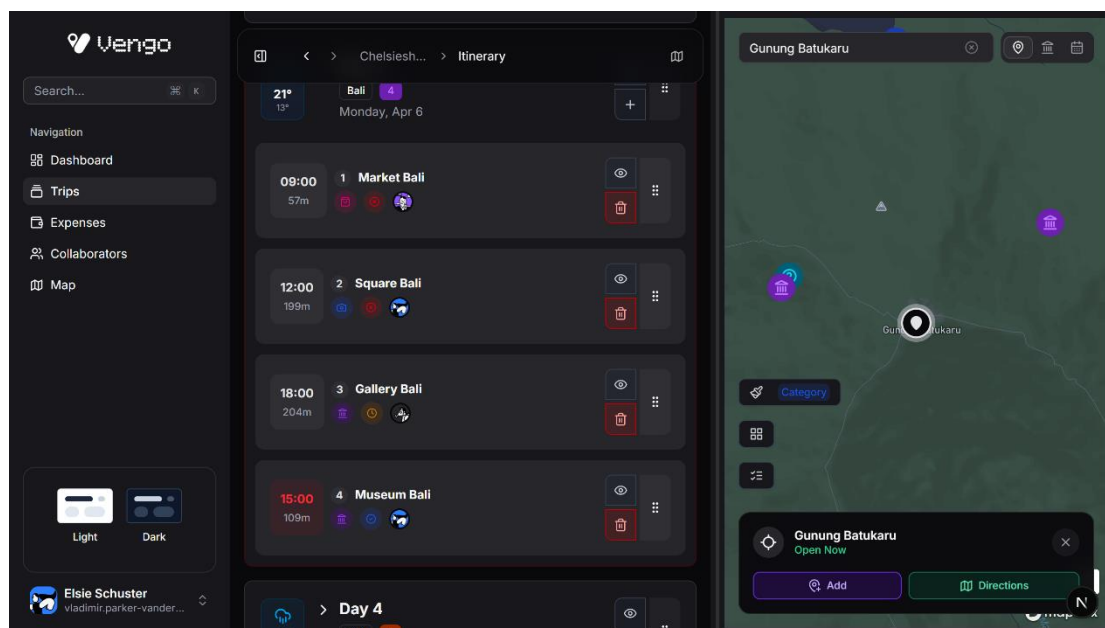 Vengo
Search... ⌘ K
Navigation
Dashboard
Trips
Expenses
Collaborators
Map
Light
Dark
Elsie Schuster
vladimir.parker-vander...
Chelsiesh... > Itinerary
21°
13°
Bali 4
Monday, Apr 6
09:00
57m
1 Market Bali
12:00
199m
2 Square Bali
18:00
204m
3 Gallery Bali
15:00
109m
4 Museum Bali
> Day 4
Gunung Batukaru
Category
Gunung Batukaru
Open Now
Add
Directions
N